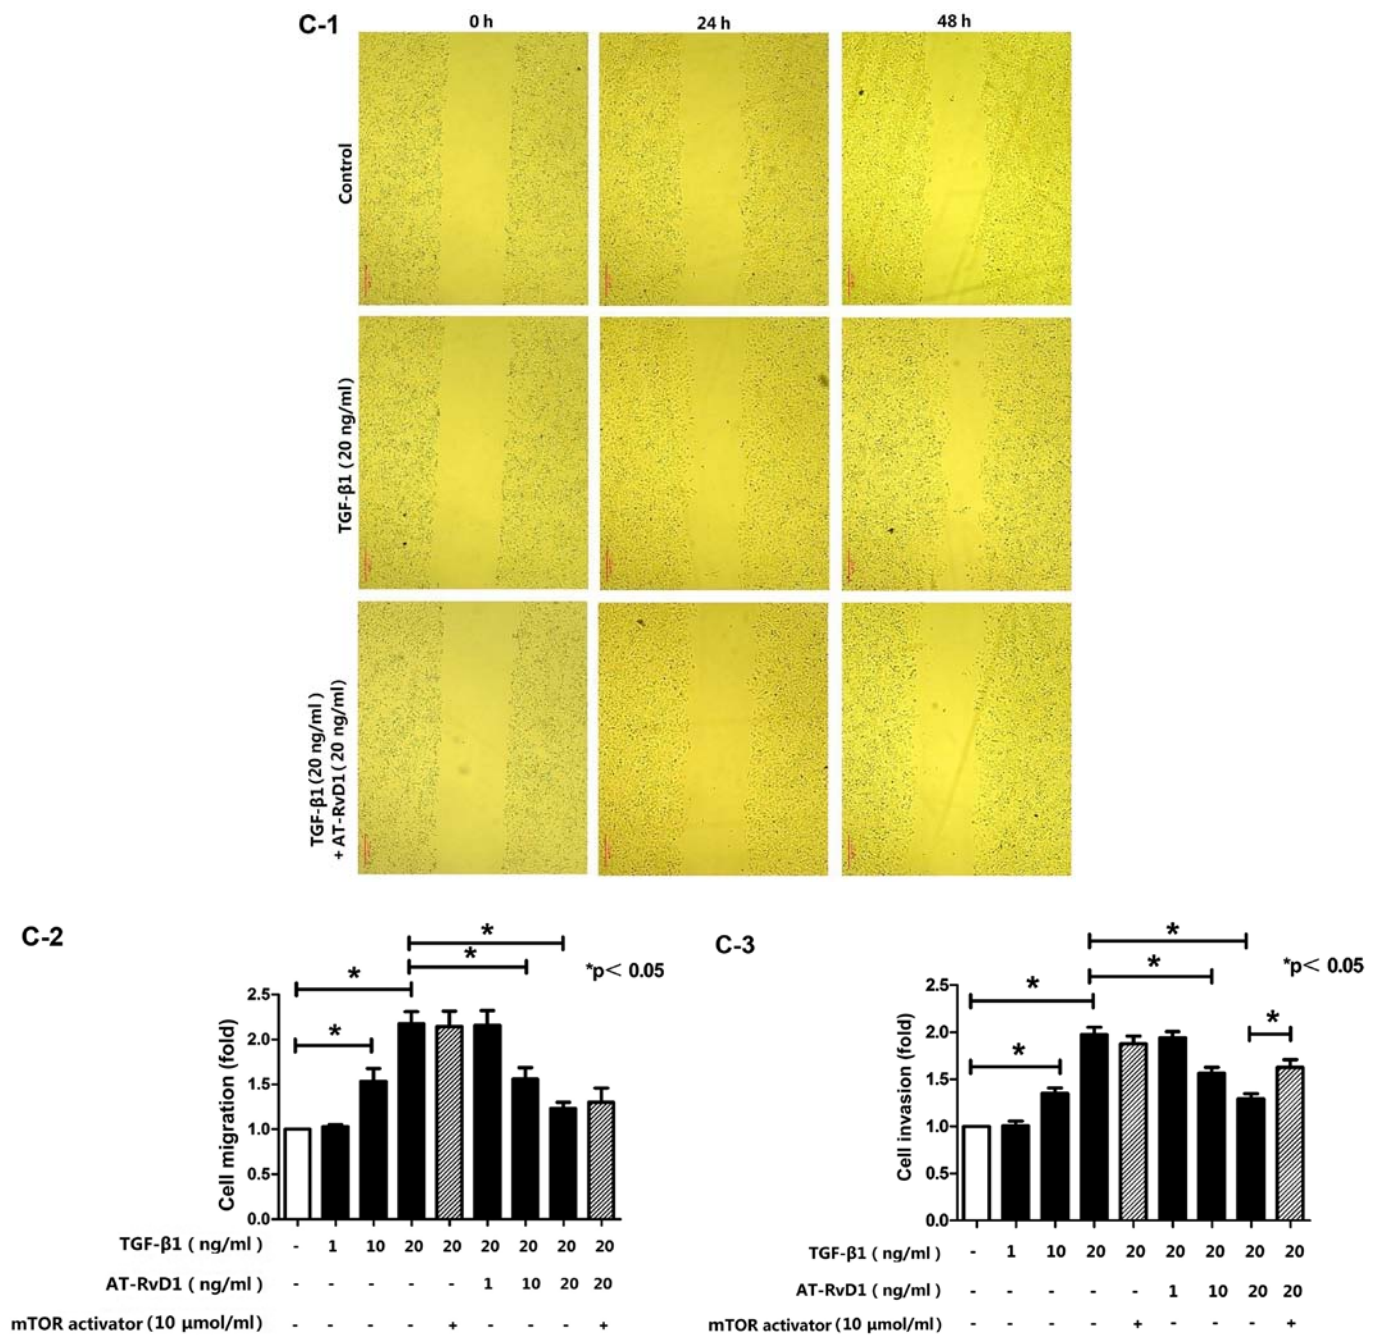 C-1
0 h
24 h
48 h
Control
TGF-β1 (20 ng/ml)
TGF-β1(20 ng/ml)
+ AT-RvD1(20 ng/ml)
C-2
*
*
*
*
*p< 0.05
Cell migration (fold)
2.5
2.0
1.5
1.0
0.5
0.0
TGF-β1 ( ng/ml ) - 1 10 20 20 20 20 20 20
AT-RvD1 ( ng/ml ) - - - - - 1 10 20 20
mTOR activator (10 μmol/ml) - - - - + - - - +
C-3
*
*
*
*
*
*p< 0.05
Cell invasion (fold)
2.5
2.0
1.5
1.0
0.5
0.0
TGF-β1 ( ng/ml ) - 1 10 20 20 20 20 20 20
AT-RvD1 ( ng/ml ) - - - - - 1 10 20 20
mTOR activator (10 μmol/ml) - - - - + - - - +